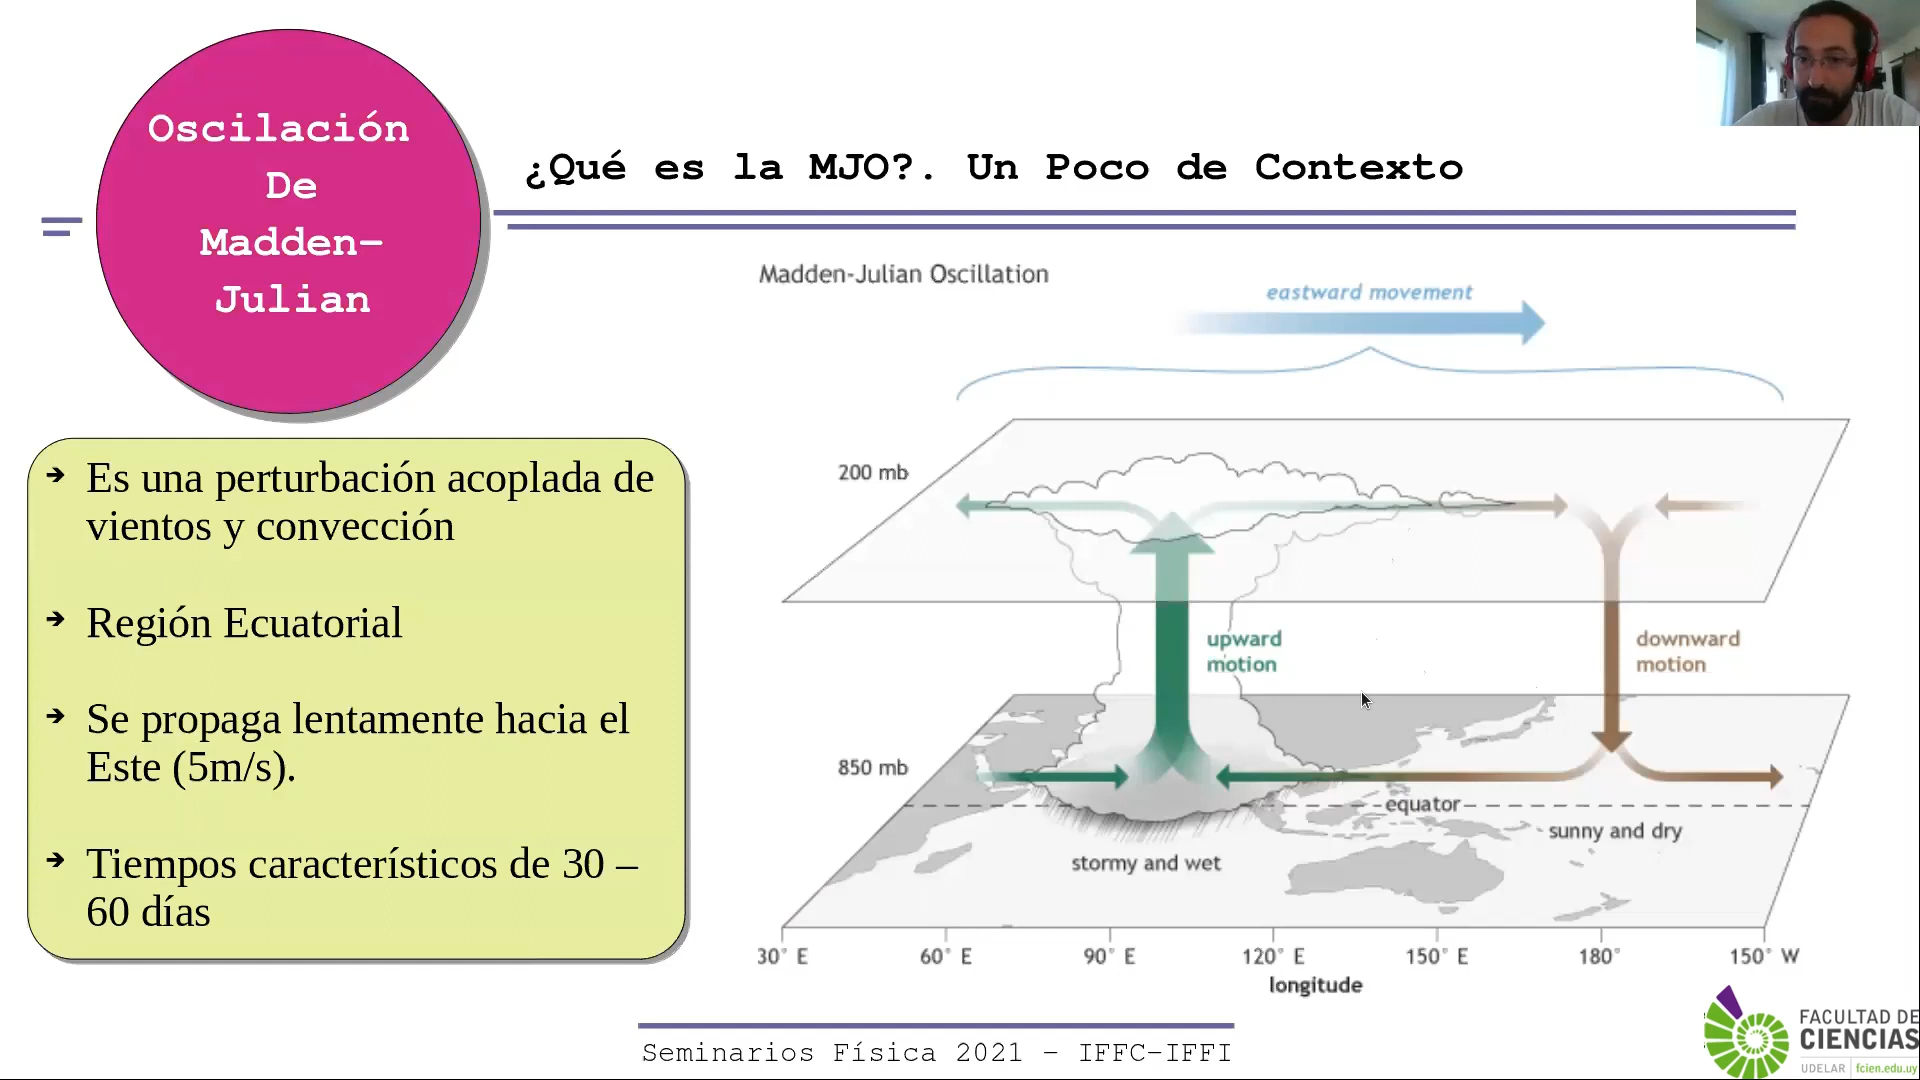 Oscilación
De
Madden-
Julian
¿Qué es la MJO?. Un Poco de Contexto
Es una perturbación acoplada de
vientos y convección
Región Ecuatorial
Se propaga lentamente hacia el
Este (5m/s).
Tiempos característicos de 30 –
60 días
Madden-Julian Oscillation
eastward movement
200 mb
upward
motion
downward
motion
850 mb
equator
sunny and dry
stormy and wet
30° E 60° E 90° E 120° E 150° E 180° 150° W
longitude
Seminarios Física 2021 - IFFC-IFFI
FACULTAD DE
CIENCIAS
UDELAR | fcien.edu.uy